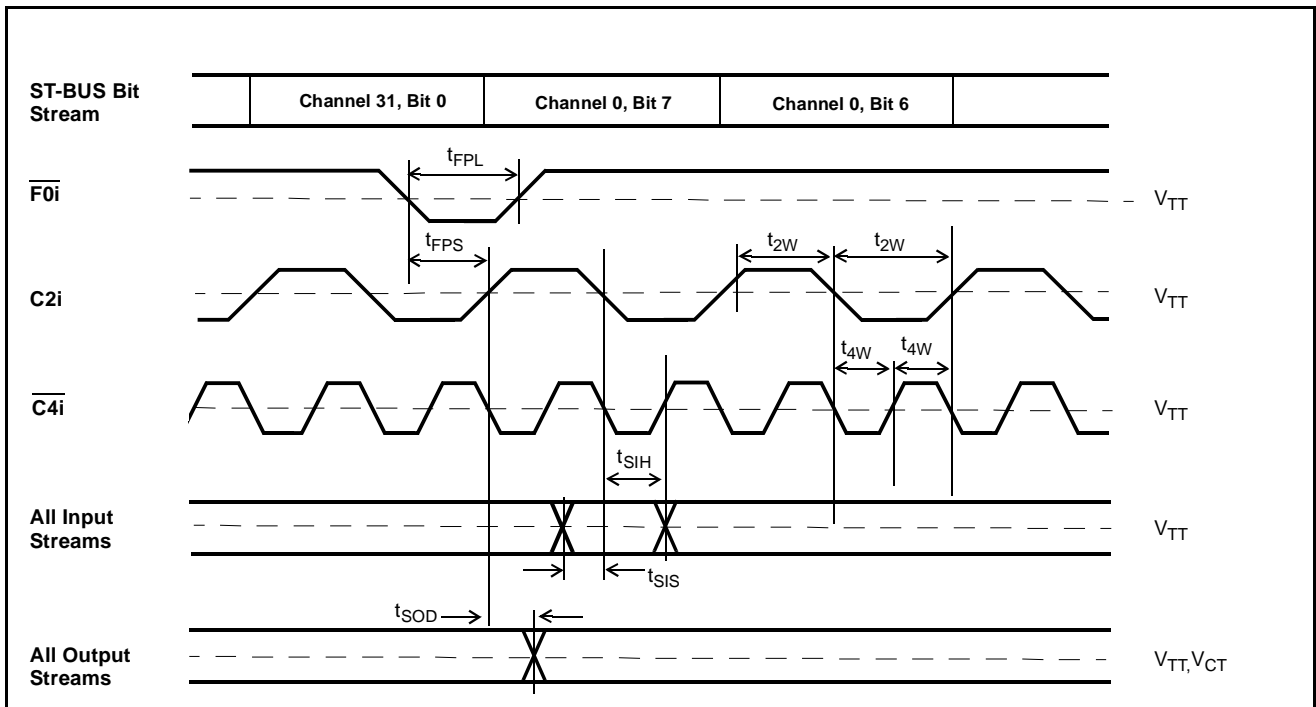 ST-BUS Bit
Stream
Channel 31, Bit 0
Channel 0, Bit 7
Channel 0, Bit 6
tFPL
F0i
VTT
tFPS
t2W
t2W
C2i
VTT
t4W
t4W
C4i
VTT
tSIH
All Input
Streams
VTT
tSIS
tSOD
All Output
Streams
VTT,VCT